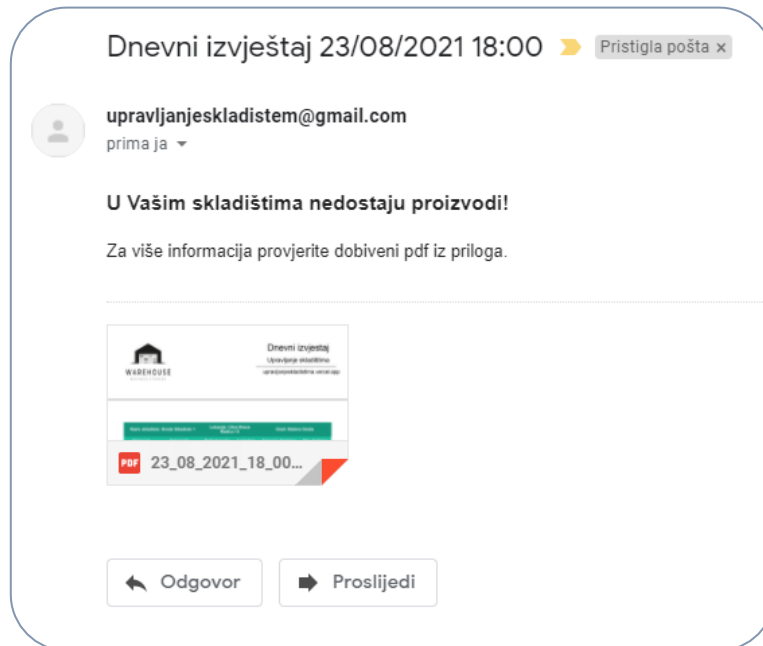 Dnevni izvještaj 23/08/2021 18:00 Pristigla pošta ×
upravljanjeskladistem@gmail.com
prima ja
U Vašim skladištima nedostaju proizvodi!
Za više informacija provjerite dobiveni pdf iz priloga.
Dnevni izvjestaj
Upravljanje skladištima
WAREHOUSE
PDF 23_08_2021_18_00...
Odgovor Proslijedi